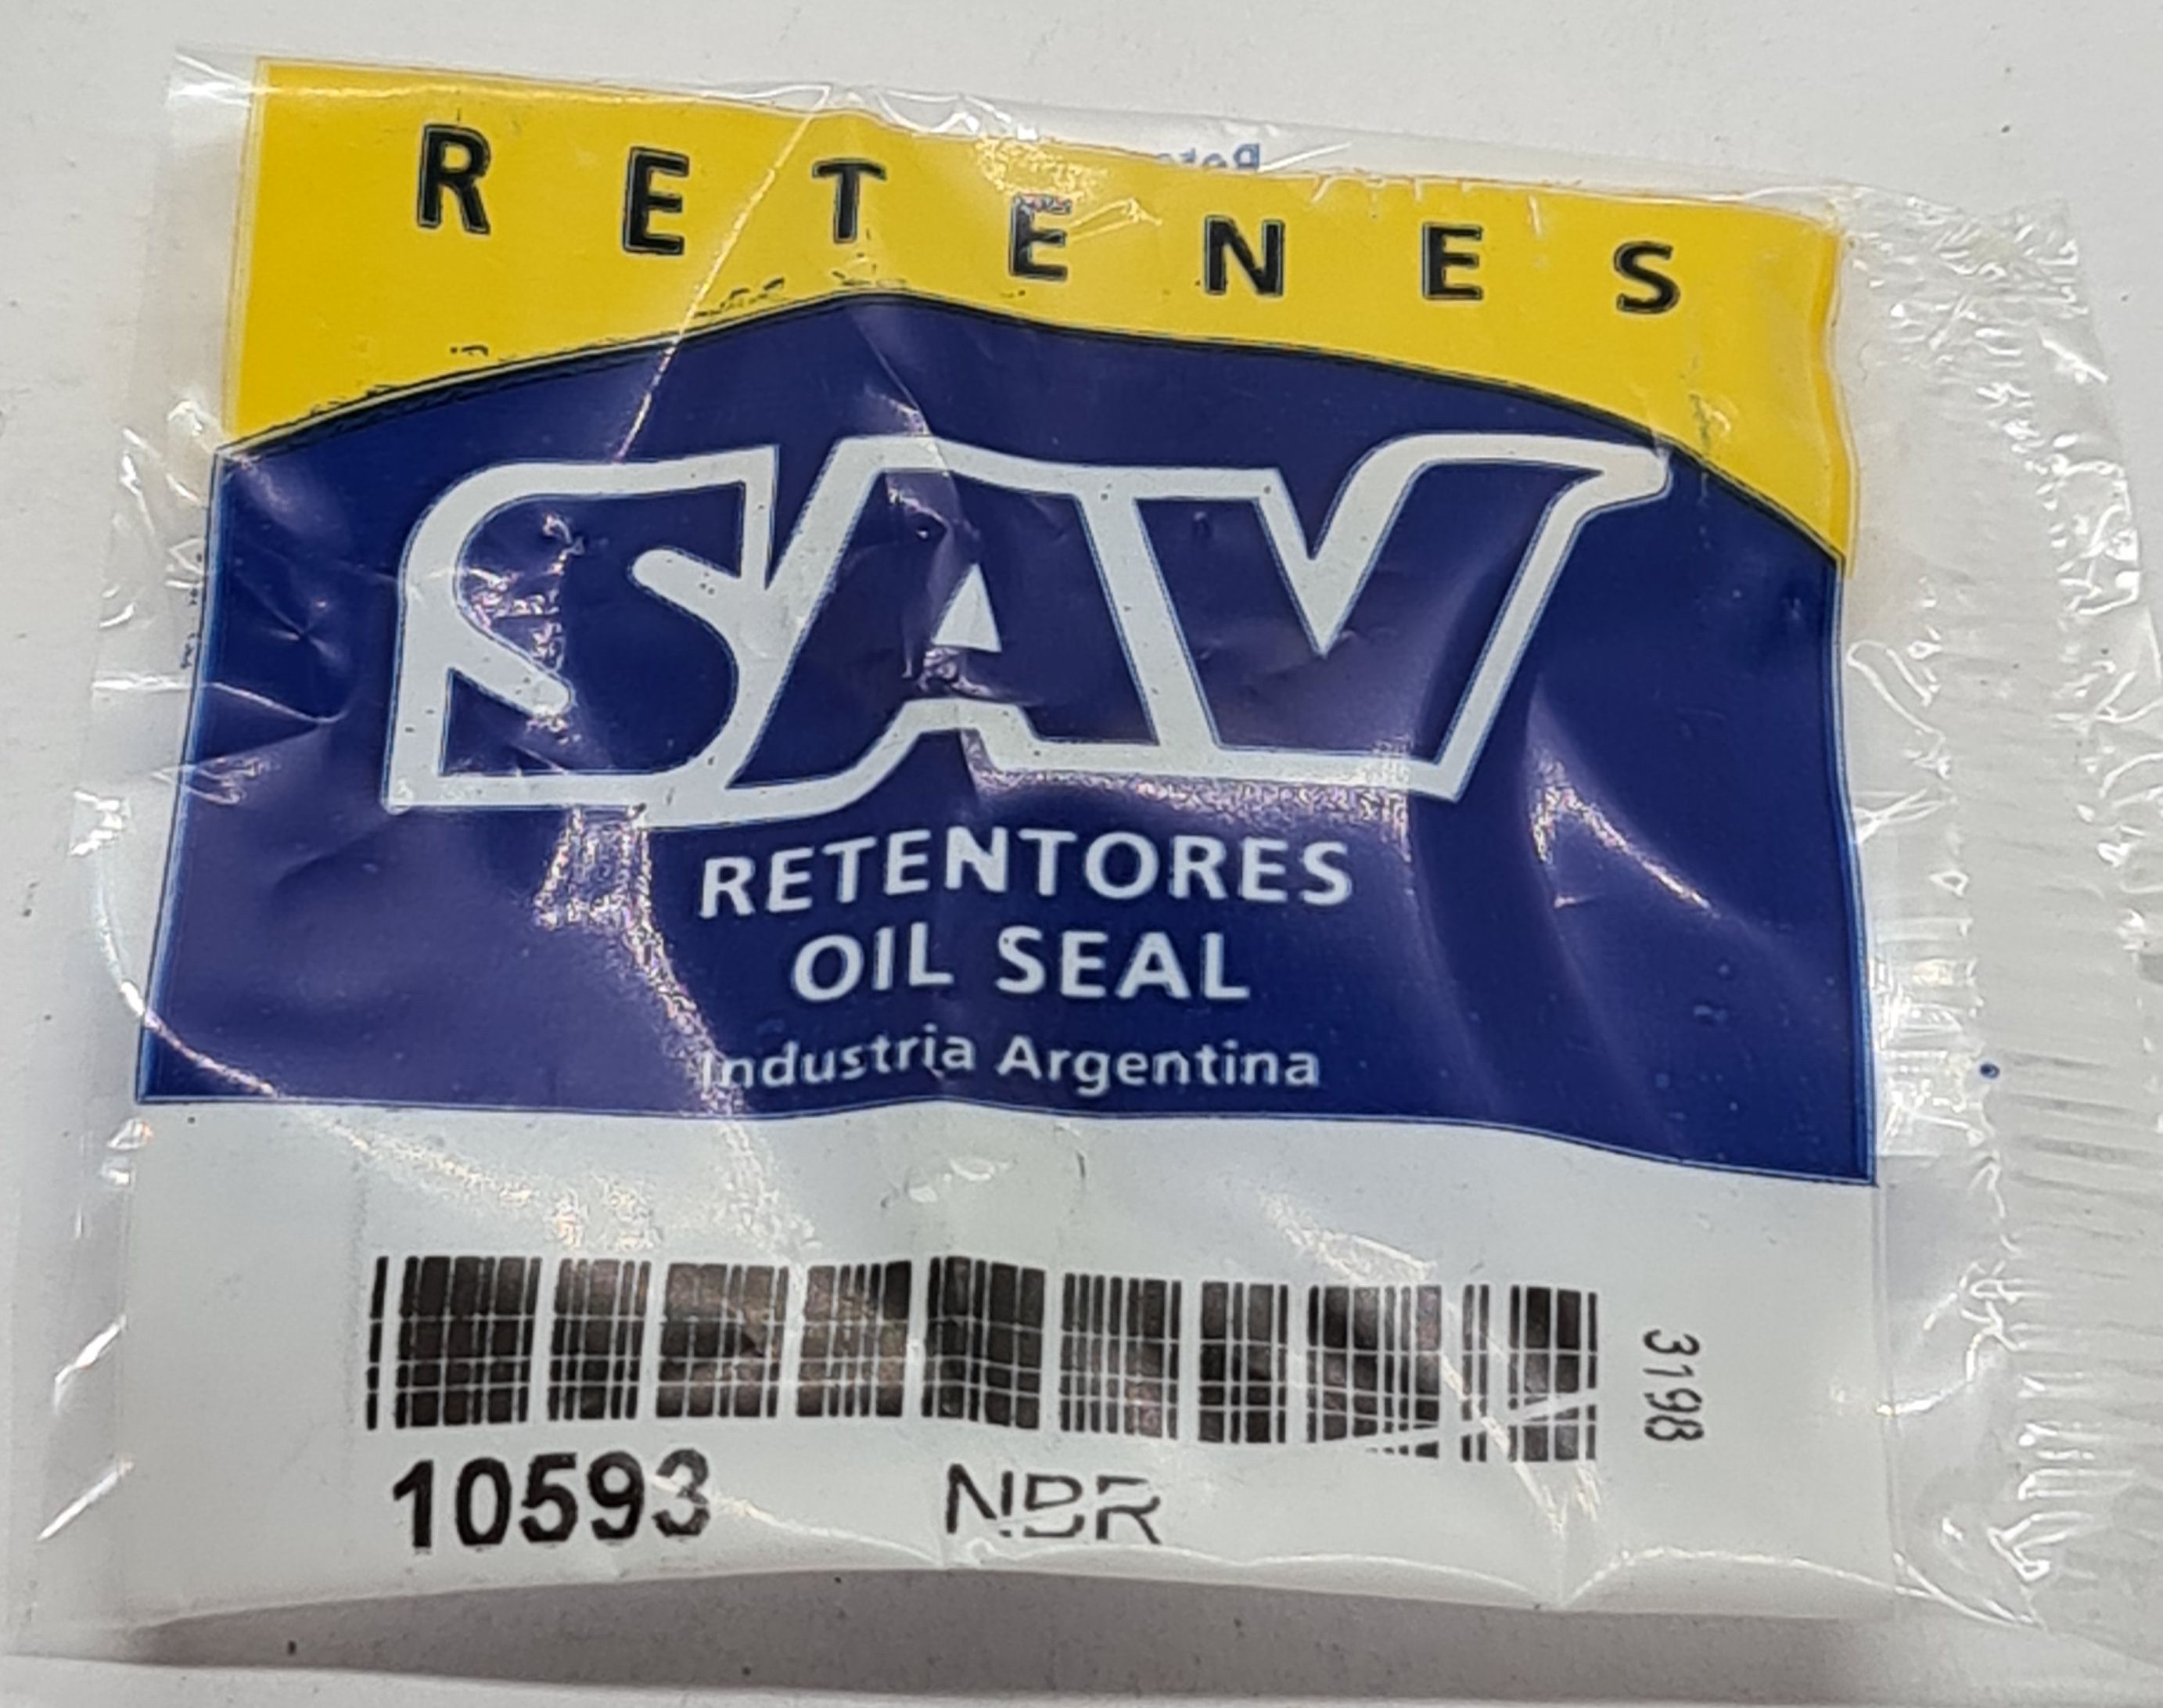 RETENES
SAV
RETENTORES
OIL SEAL
Industria Argentina
3198
10593 NBR